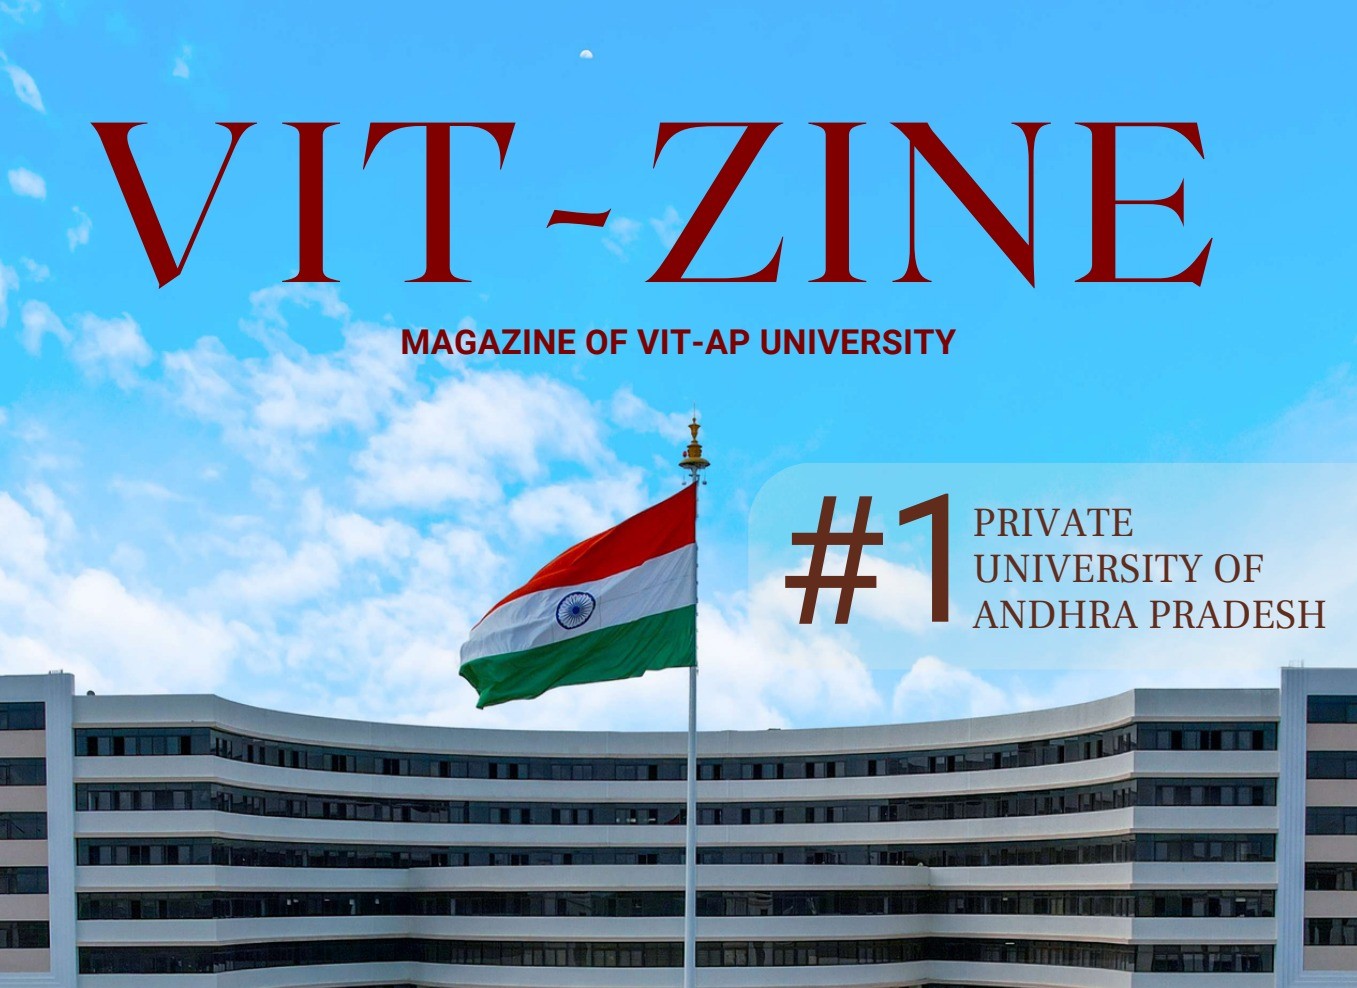 VIT-ZINE
MAGAZINE OF VIT-AP UNIVERSITY
#1 PRIVATE
UNIVERSITY OF
ANDHRA PRADESH